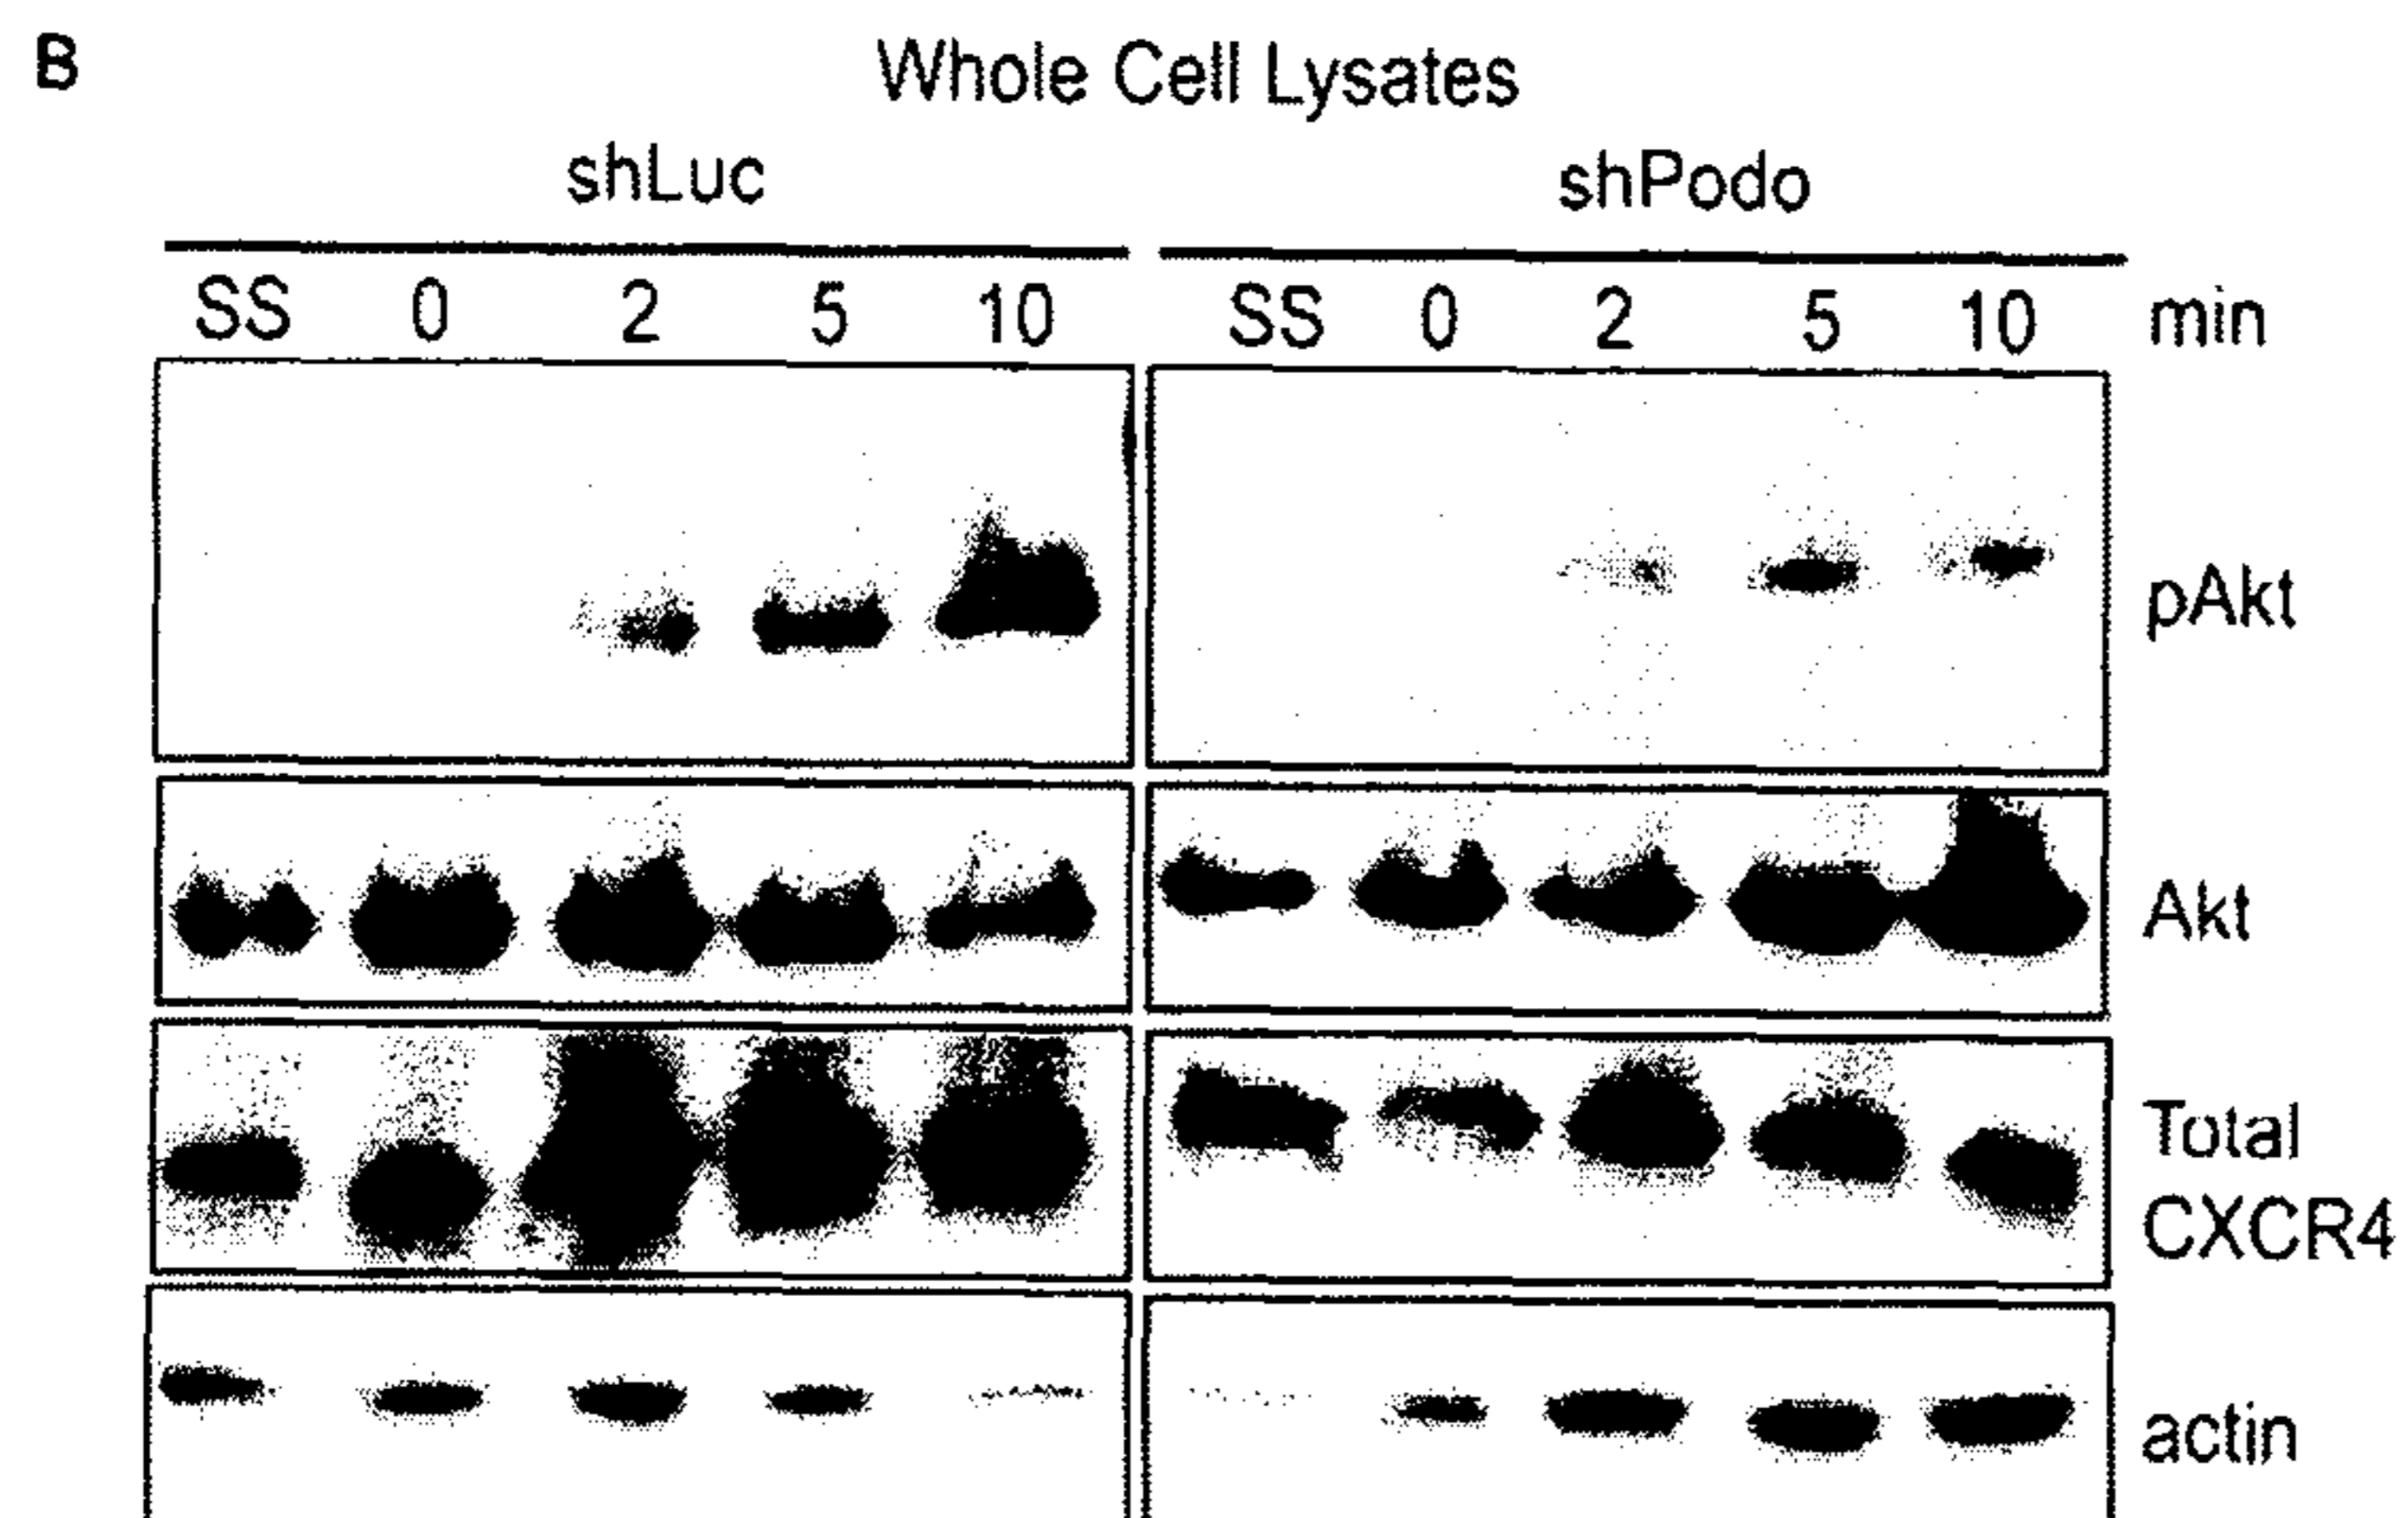 B
Whole Cell Lysates
shLuc shPodo
SS 0 2 5 10 SS 0 2 5 10 min
pAkt
Akt
Total
CXCR4
actin